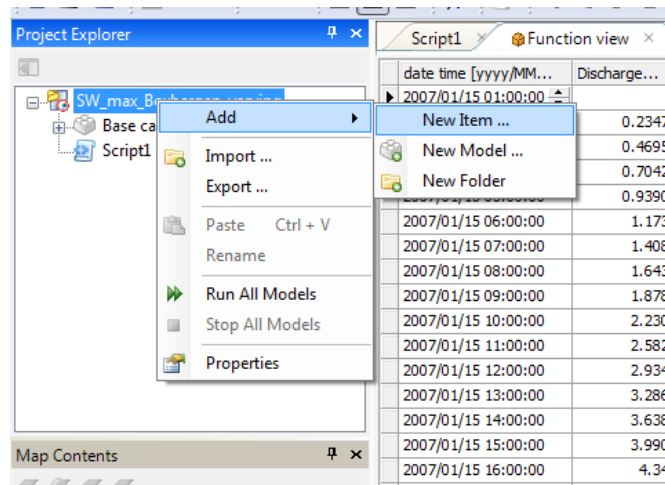 Project Explorer
Script1
Function view
date time [yyyy/MM...
Discharge...
SW_max_
2007/01/15 01:00:00
Base ca
Add
New Item ...
0.2347
Script1
Import ...
New Model ...
0.4695
Export ...
New Folder
0.7042
0.9390
Paste Ctrl + V
2007/01/15 06:00:00 1.173
Rename
2007/01/15 07:00:00 1.408
2007/01/15 08:00:00 1.643
Run All Models
2007/01/15 09:00:00 1.878
Stop All Models
2007/01/15 10:00:00 2.230
2007/01/15 11:00:00 2.582
Properties
2007/01/15 12:00:00 2.934
2007/01/15 13:00:00 3.286
2007/01/15 14:00:00 3.638
Map Contents
2007/01/15 15:00:00 3.990
2007/01/15 16:00:00 4.34